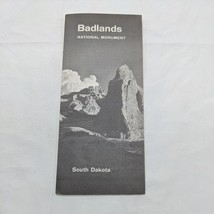 Badlands
NATIONAL MONUMENT
South Dakota